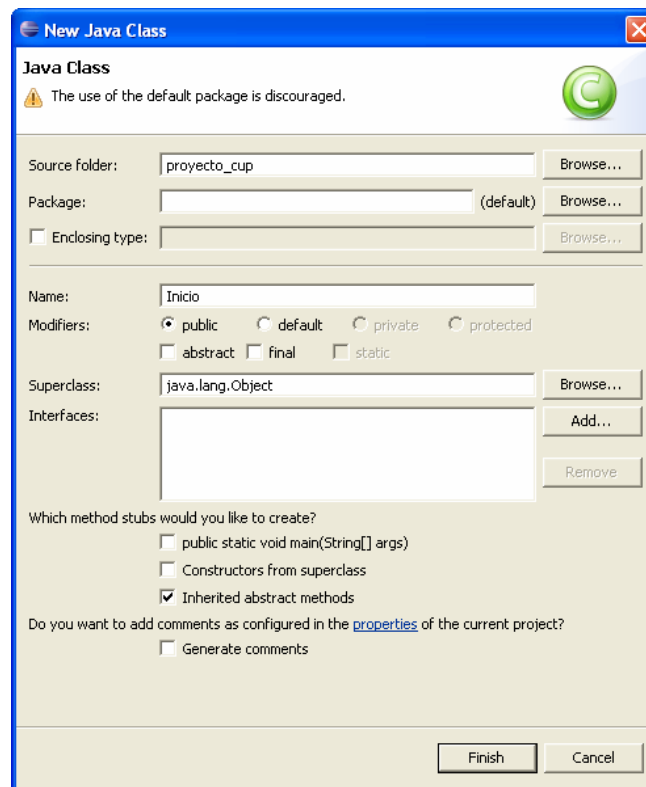 New Java Class
Java Class
The use of the default package is discouraged.
C
Source folder: proyecto_cup Browse...
Package: (default) Browse...
Enclosing type: Browse...
Name: Inicio
Modifiers: public default private protected
abstract final static
Superclass: java.lang.Object Browse...
Interfaces: Add...
Remove
Which method stubs would you like to create?
public static void main(String[] args)
Constructors from superclass
Inherited abstract methods
Do you want to add comments as configured in the properties of the current project?
Generate comments
Finish Cancel